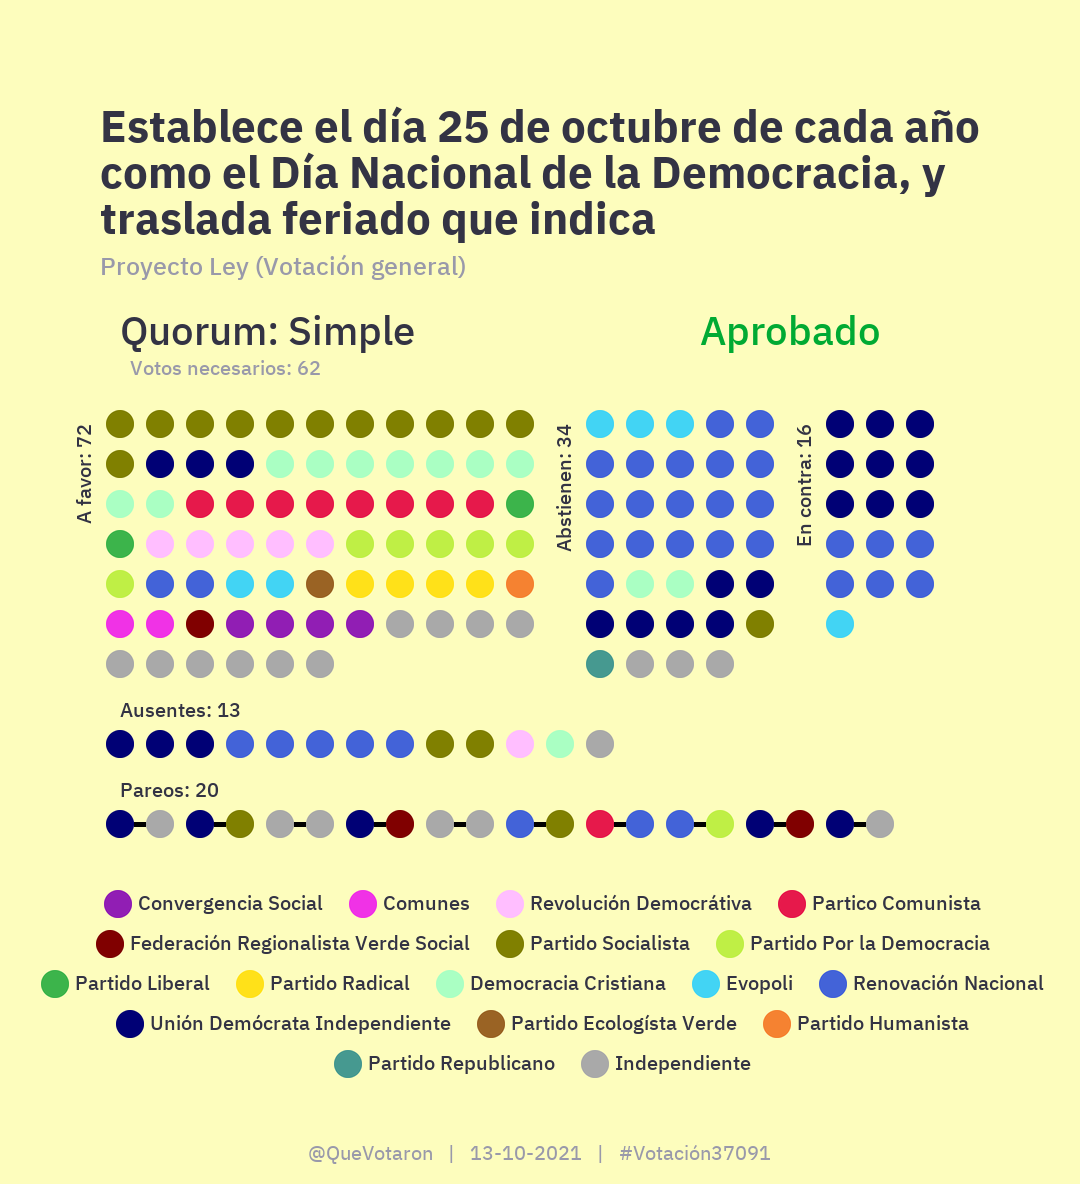 Establece el día 25 de octubre de cada año
como el Día Nacional de la Democracia, y
traslada feriado que indica
Proyecto Ley (Votación general)
Quorum: Simple
Aprobado
Votos necesarios: 62
A favor: 72
Abstienen: 34
En contra: 16
Ausentes: 13
Pareos: 20
Convergencia Social
Comunes
Revolución Democrátiva
Partico Comunista
Federación Regionalista Verde Social
Partido Socialista
Partido Por la Democracia
Partido Liberal
Partido Radical
Democracia Cristiana
Evopoli
Renovación Nacional
Unión Demócrata Independiente
Partido Ecologísta Verde
Partido Humanista
Partido Republicano
Independiente
@QueVotaron | 13-10-2021 | #Votación37091